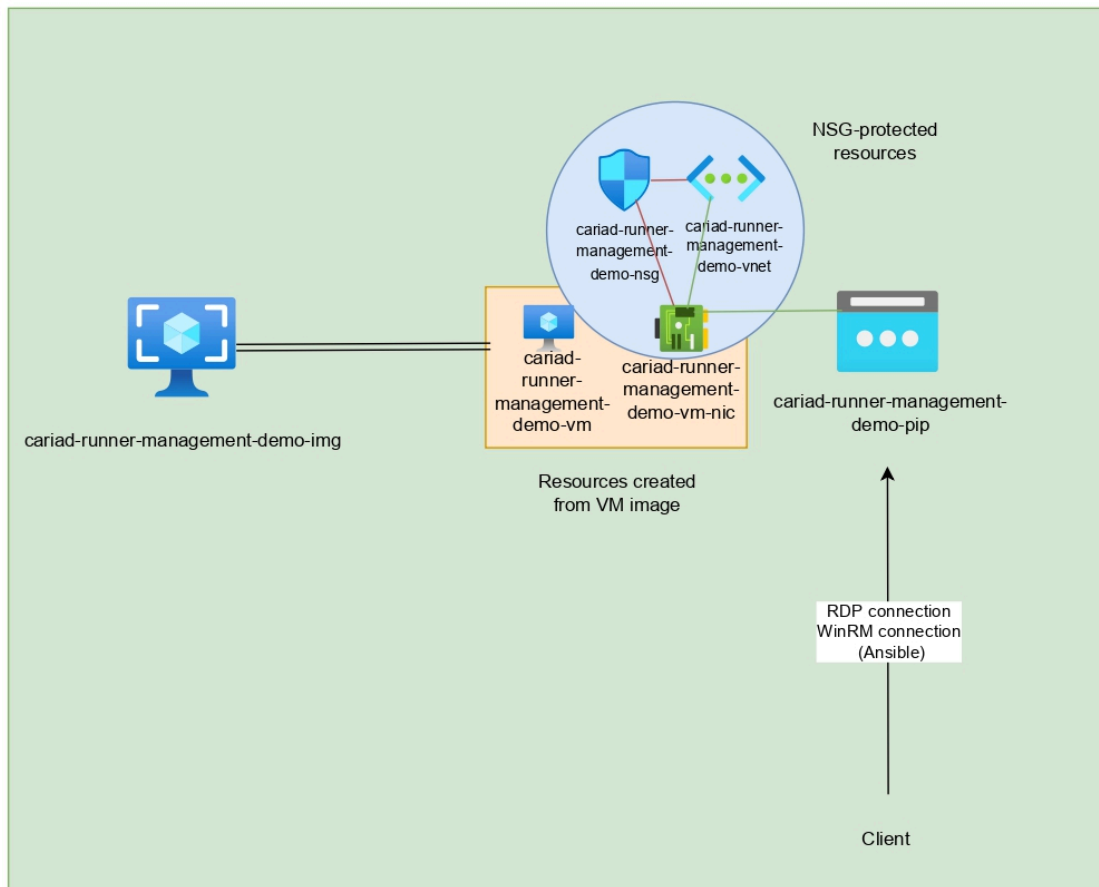 NSG-protected
resources
cariad-runner-
management-
demo-nsg
cariad-runner-
management-
demo-vnet
cariad-runner-management-demo-img
cariad-
runner-
management-
demo-vm
cariad-runner-
management-
demo-vm-nic
cariad-runner-management-
demo-pip
Resources created
from VM image
RDP connection
WinRM connection
(Ansible)
Client